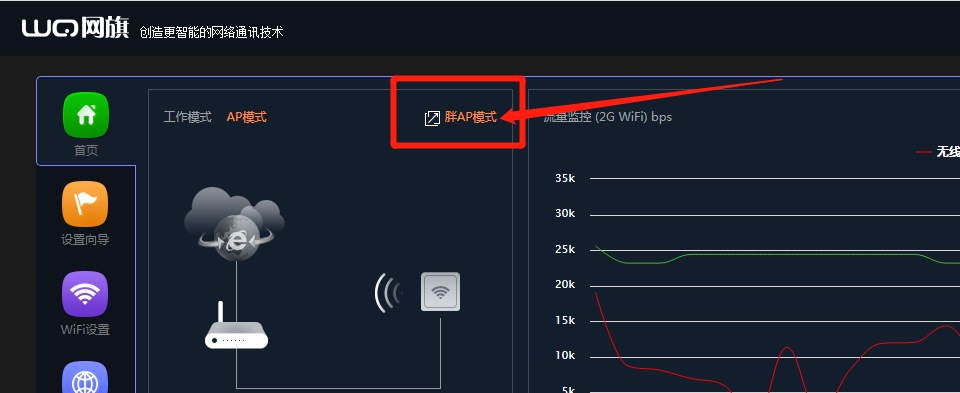 WQ网旗 创造更智能的网络通讯技术
工作模式 AP模式
胖AP模式
流量监控 (2G WiFi) bps
首页
设置向导
WiFi设置
无线
35k
30k
25k
20k
15k
10k
5k